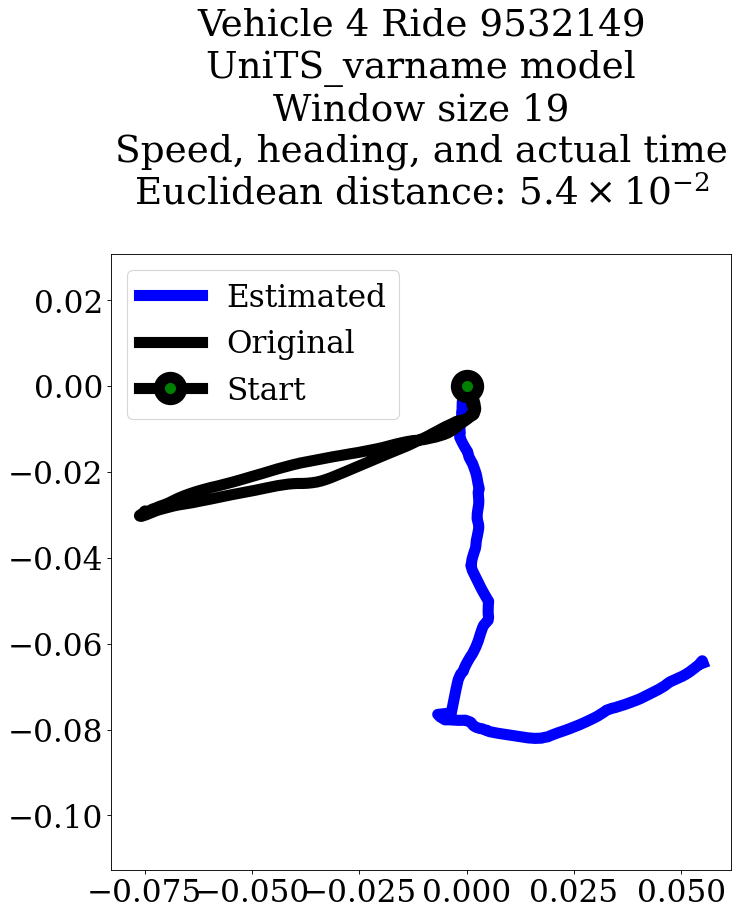 Vehicle 4 Ride 9532149
UniTS_varname model
Window size 19
Speed, heading, and actual time
Euclidean distance: 5.4 × 10⁻²
Estimated
Original
Start
0.02
0.00
−0.02
−0.04
−0.06
−0.08
−0.10
−0.075 −0.050 −0.025 0.000 0.025 0.050